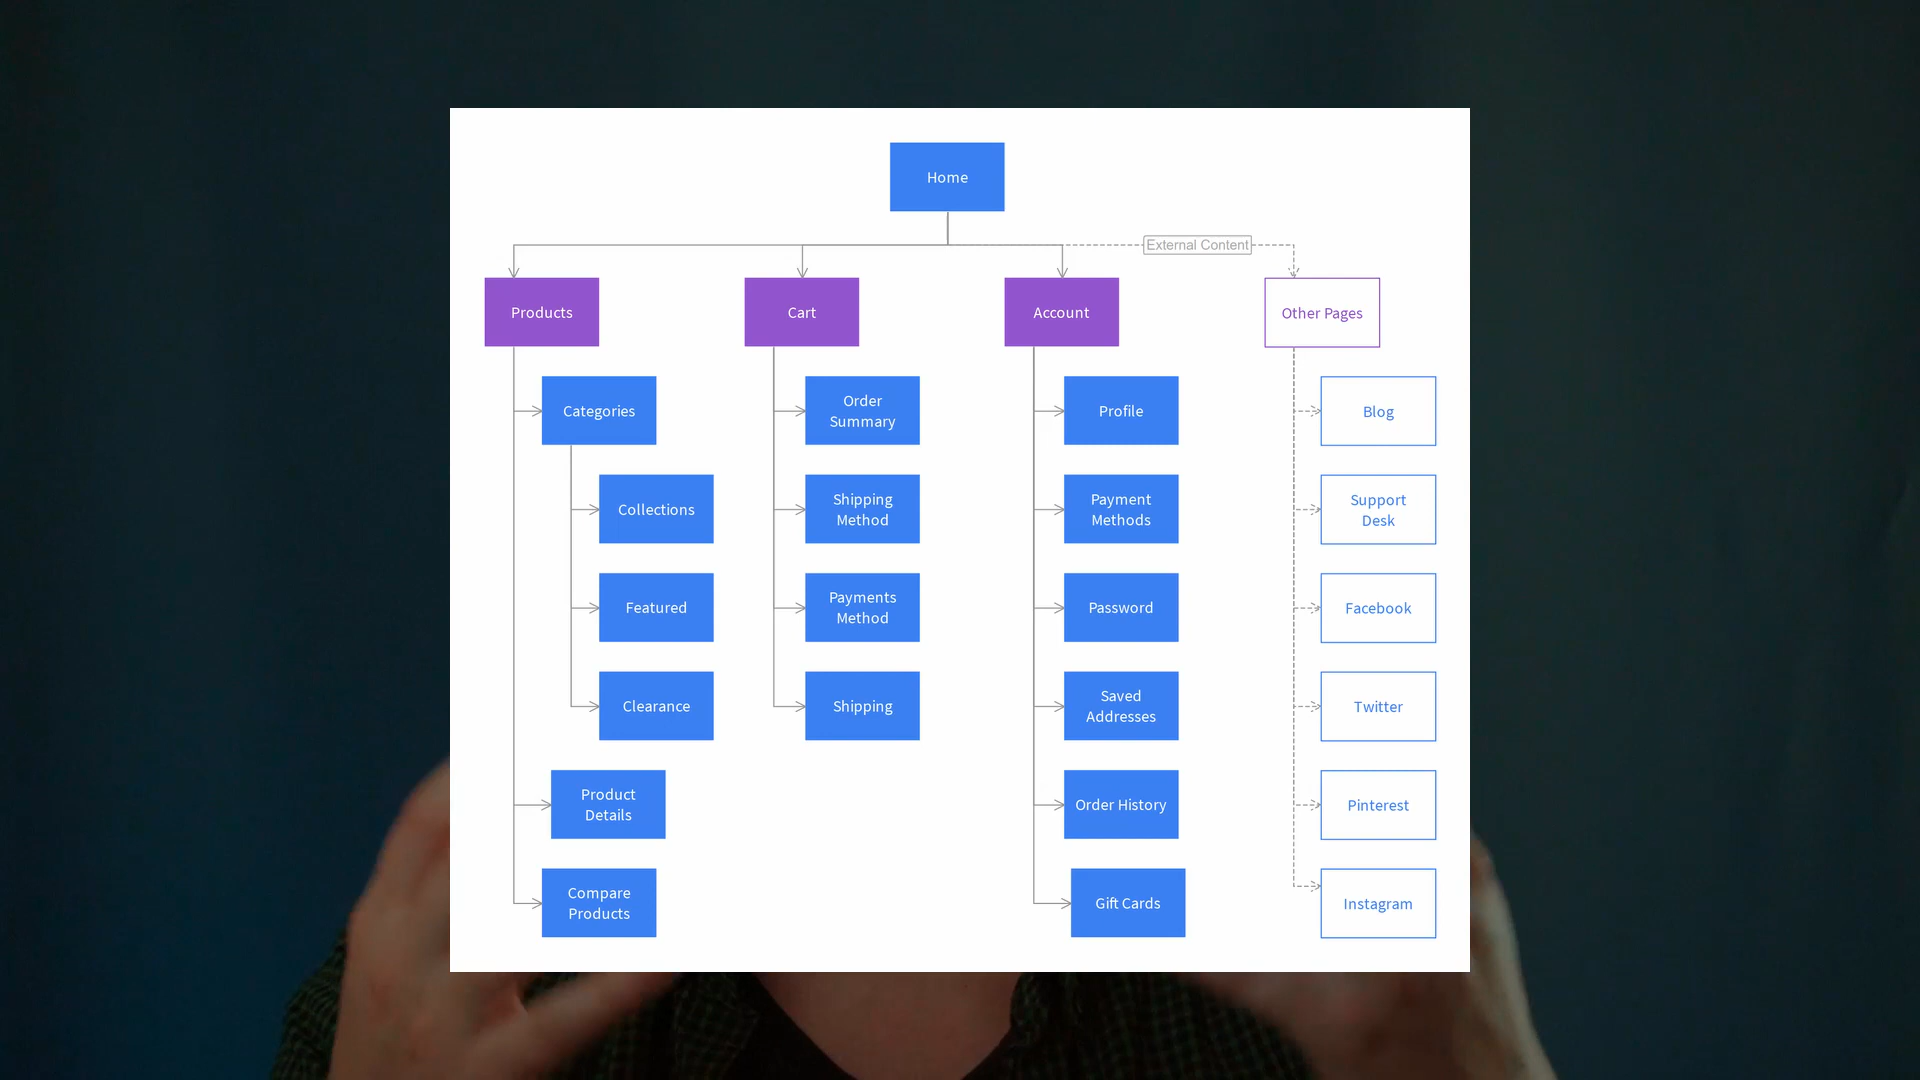 Home
External Content
Products
Cart
Account
Other Pages
Categories
Order
Summary
Profile
Blog
Collections
Shipping
Method
Payment
Methods
Support
Desk
Featured
Payments
Method
Password
Facebook
Clearance
Shipping
Saved
Addresses
Twitter
Product
Details
Order History
Pinterest
Compare
Products
Gift Cards
Instagram